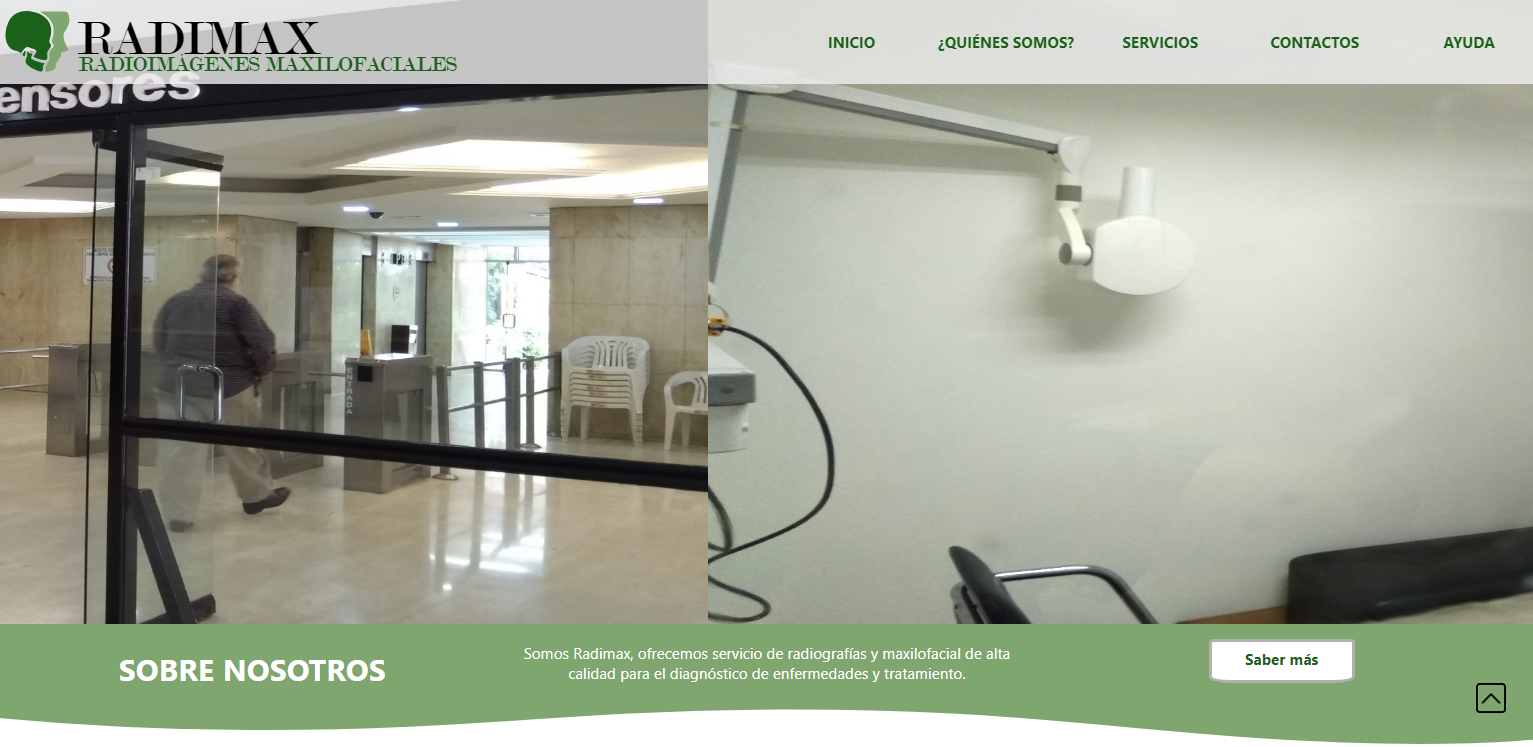 RADIMAX
RADIOIMÁGENES MAXILOFACIALES
INICIO
¿QUIÉNES SOMOS?
SERVICIOS
CONTACTOS
AYUDA
ensores
ENTRADA
SOBRE NOSOTROS
Somos Radimax, ofrecemos servicio de radiografías y maxilofacial de alta
calidad para el diagnóstico de enfermedades y tratamiento.
Saber más